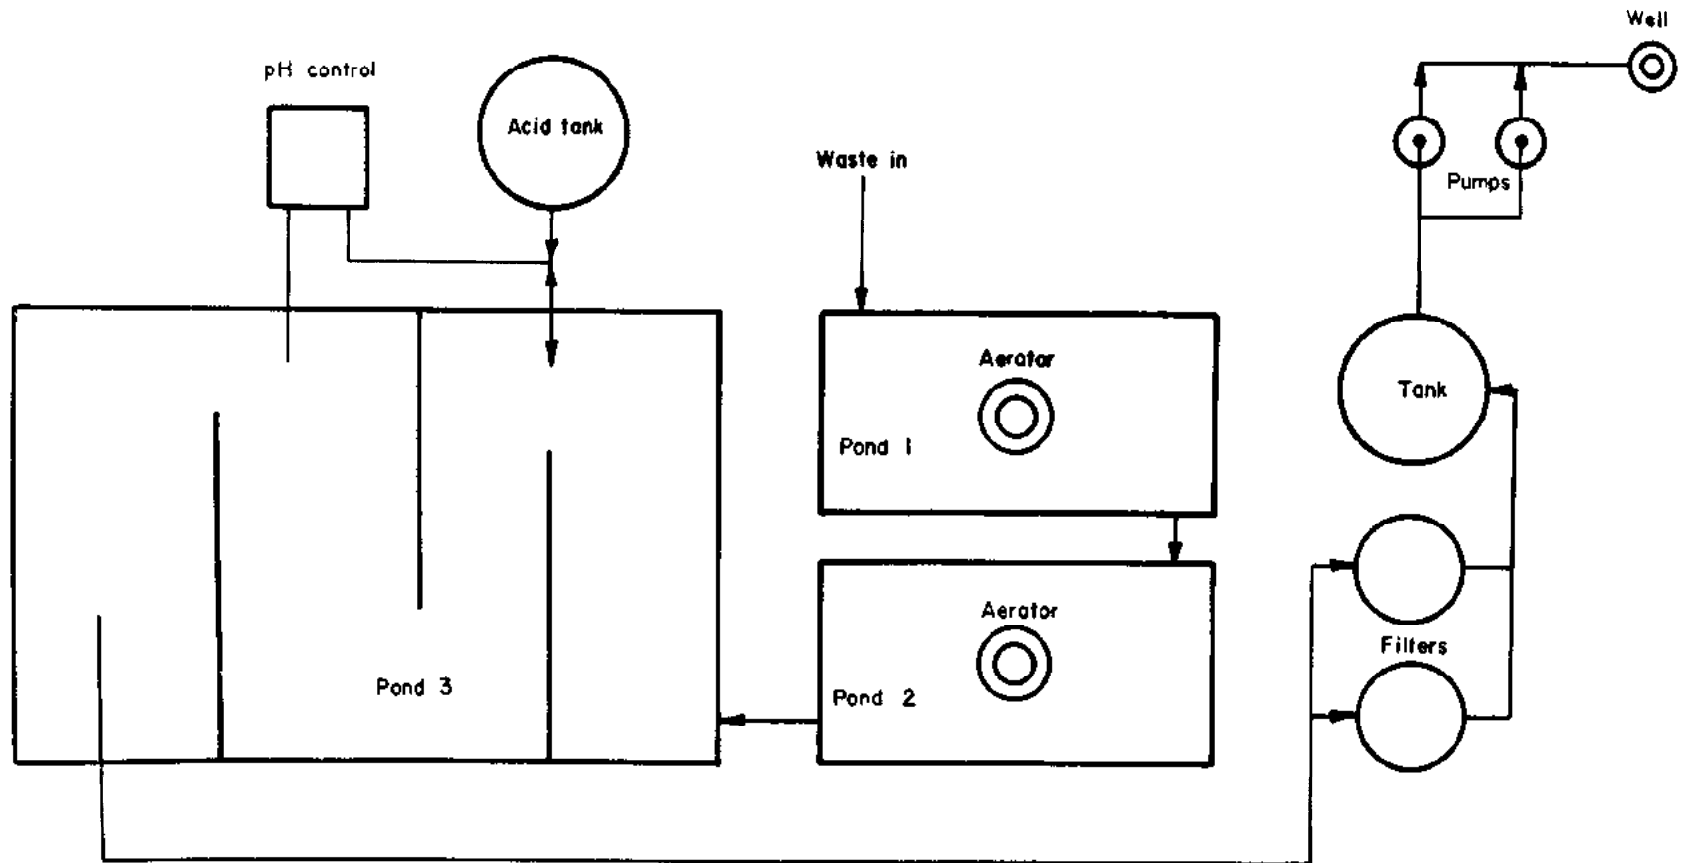 Well
pH control
Acid tank
Waste in
Pumps
Aerator
Tank
Pond 1
Aerator
Filters
Pond 3
Pond 2